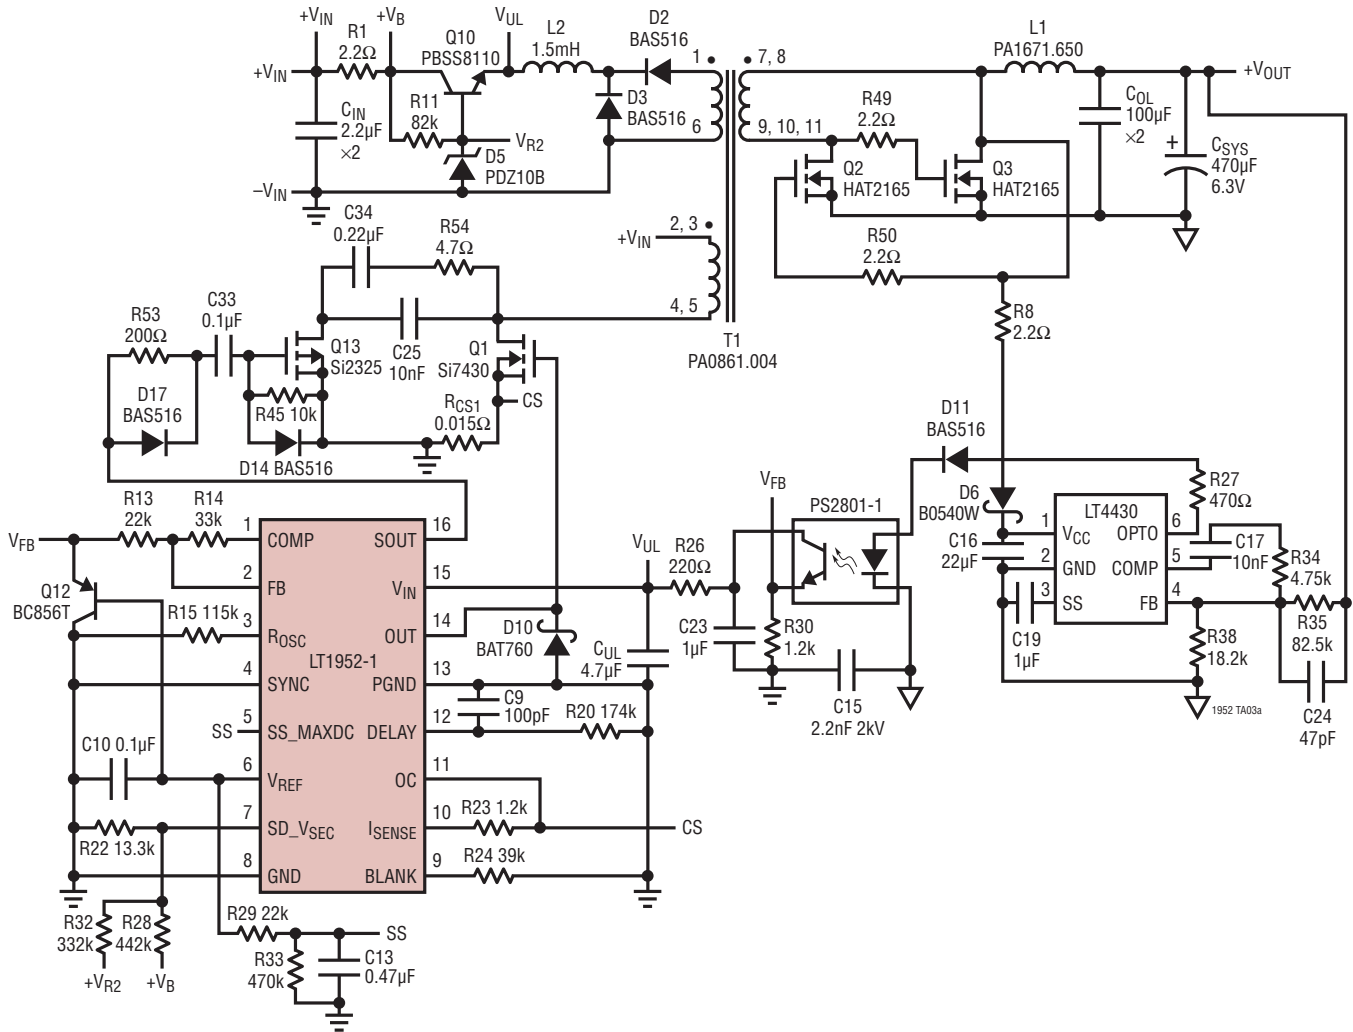 +VIN
+VB
VUL
R1
2.2Ω
Q10
PBSS8110
L2
1.5mH
D2
BAS516
1
7, 8
L1
PA1671.650
+VIN
+VOUT
CIN
2.2µF
×2
R11
82k
VR2
D5
PDZ10B
D3
BAS516
6
9, 10, 11
R49
2.2Ω
Q2
HAT2165
Q3
HAT2165
COL
100µF
×2
+
CSYS
470µF
6.3V
–VIN
C34
0.22µF
R54
4.7Ω
+VIN
2, 3
4, 5
T1
PA0861.004
R50
2.2Ω
R8
2.2Ω
R53
200Ω
C33
0.1µF
Q13
Si2325
C25
10nF
Q1
Si7430
D17
BAS516
R45 10k
D14 BAS516
RCS1
0.015Ω
CS
D11
BAS516
R27
470Ω
D6
B0540W
VFB
PS2801-1
LT4430
1
VCC
OPTO
6
2
GND
COMP
5
3
SS
FB
4
C16
22µF
C19
1µF
C17
10nF
R34
4.75k
R35
82.5k
R38
18.2k
C24
47pF
1952 TA03a
VFB
R13
22k
R14
33k
Q12
BC856T
R15 115k
LT1952-1
1
COMP
SOUT
16
2
FB
VIN
15
3
ROSC
OUT
14
4
SYNC
PGND
13
SS
5
SS_MAXDC
DELAY
12
6
VREF
OC
11
7
SD_VSEC
ISENSE
10
8
GND
BLANK
9
VUL
R26
220Ω
D10
BAT760
CUL
4.7µF
C23
1µF
R30
1.2k
C15
2.2nF 2kV
C9
100pF
R20 174k
C10 0.1µF
R23 1.2k
CS
R22 13.3k
R24 39k
R32
332k
R28
442k
+VR2
+VB
R29 22k
SS
R33
470k
C13
0.47µF